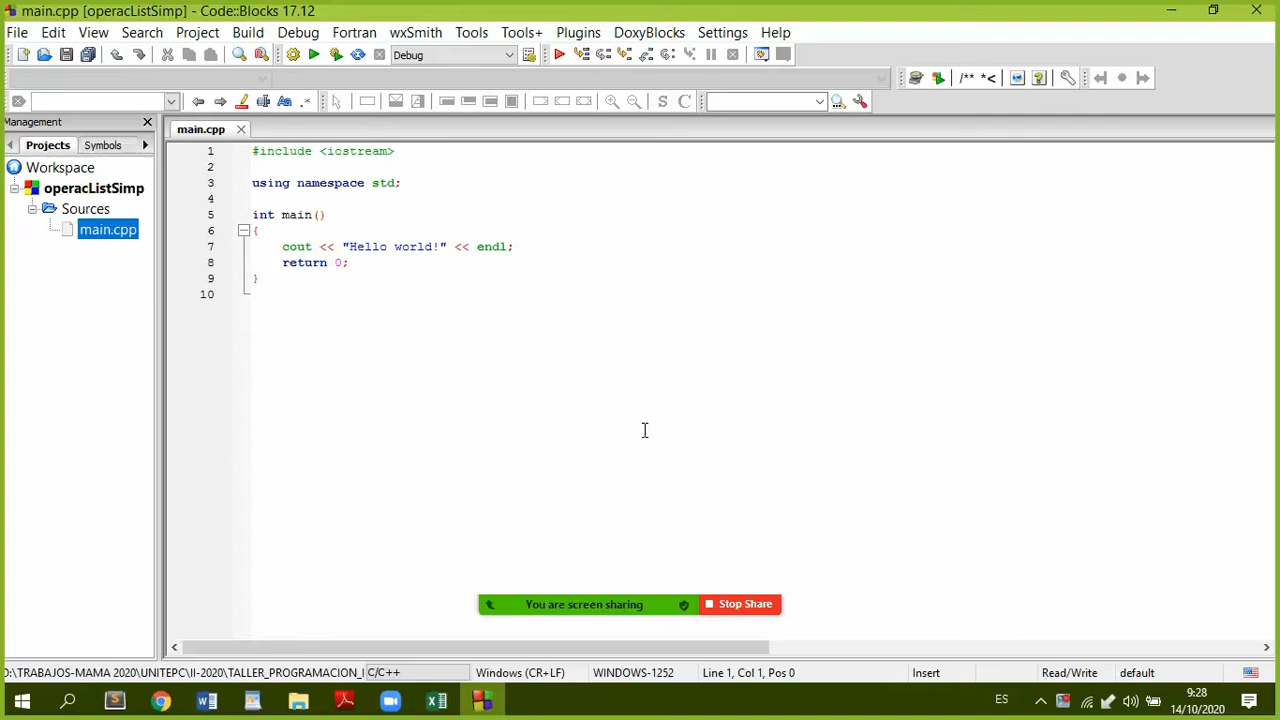 main.cpp [operacListSimp] - Code::Blocks 17.12
File Edit View Search Project Build Debug Fortran wxSmith Tools Tools+ Plugins DoxyBlocks Settings Help
Debug
/** *<
Aa .* S C
Management
main.cpp
Projects Symbols
Workspace
operacListSimp
Sources
main.cpp
1 #include <iostream>
2
3 using namespace std;
4
5 int main()
6 {
7 cout << "Hello world!" << endl;
8 return 0;
9 }
10
You are screen sharing Stop Share
D:\TRABAJOS-MAMA 2020\UNITEPC\II-2020\TALLER_PROGRAMACION_I C/C++ Windows (CR+LF) WINDOWS-1252 Line 1, Col 1, Pos 0 Insert Read/Write default
ES 9:28
14/10/2020